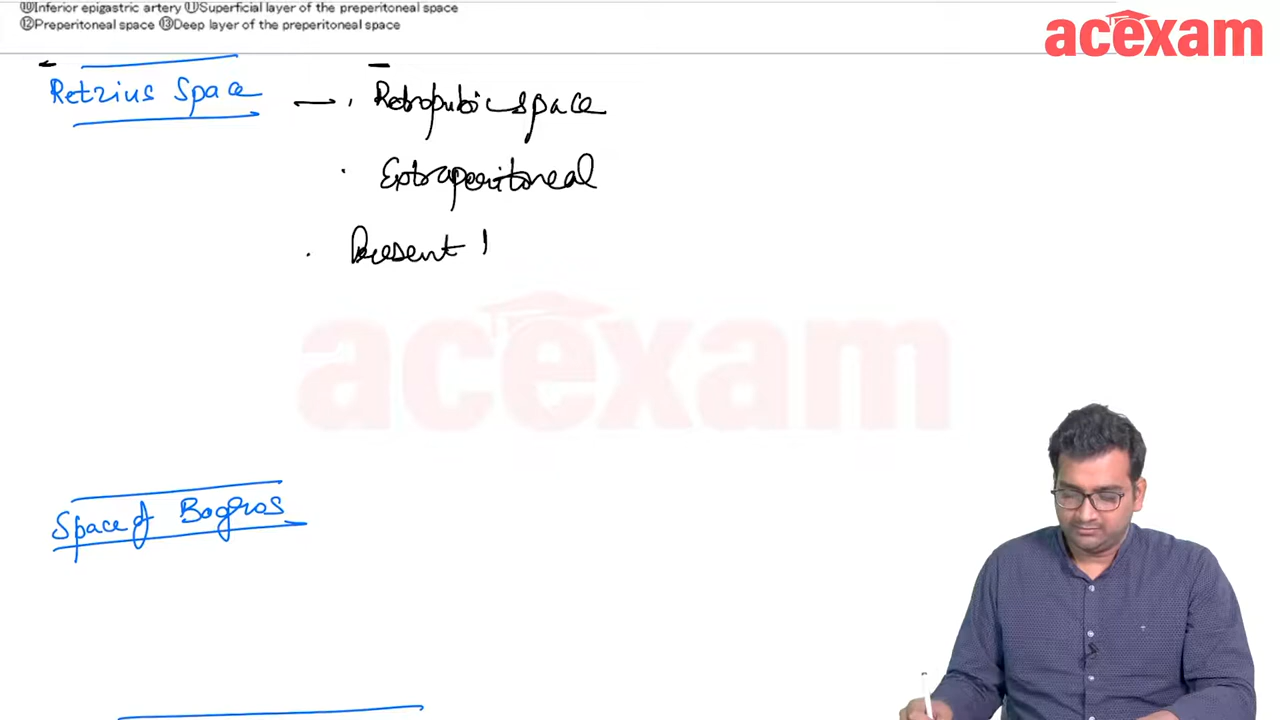 ⑩Inferior epigastric artery ⑪Superficial layer of the preperitoneal space
⑫Preperitoneal space ⑬Deep layer of the preperitoneal space
acexam
Retzius Space → · Retropubic space
· Extraperitoneal
· Present
acexam
Space of Bogros